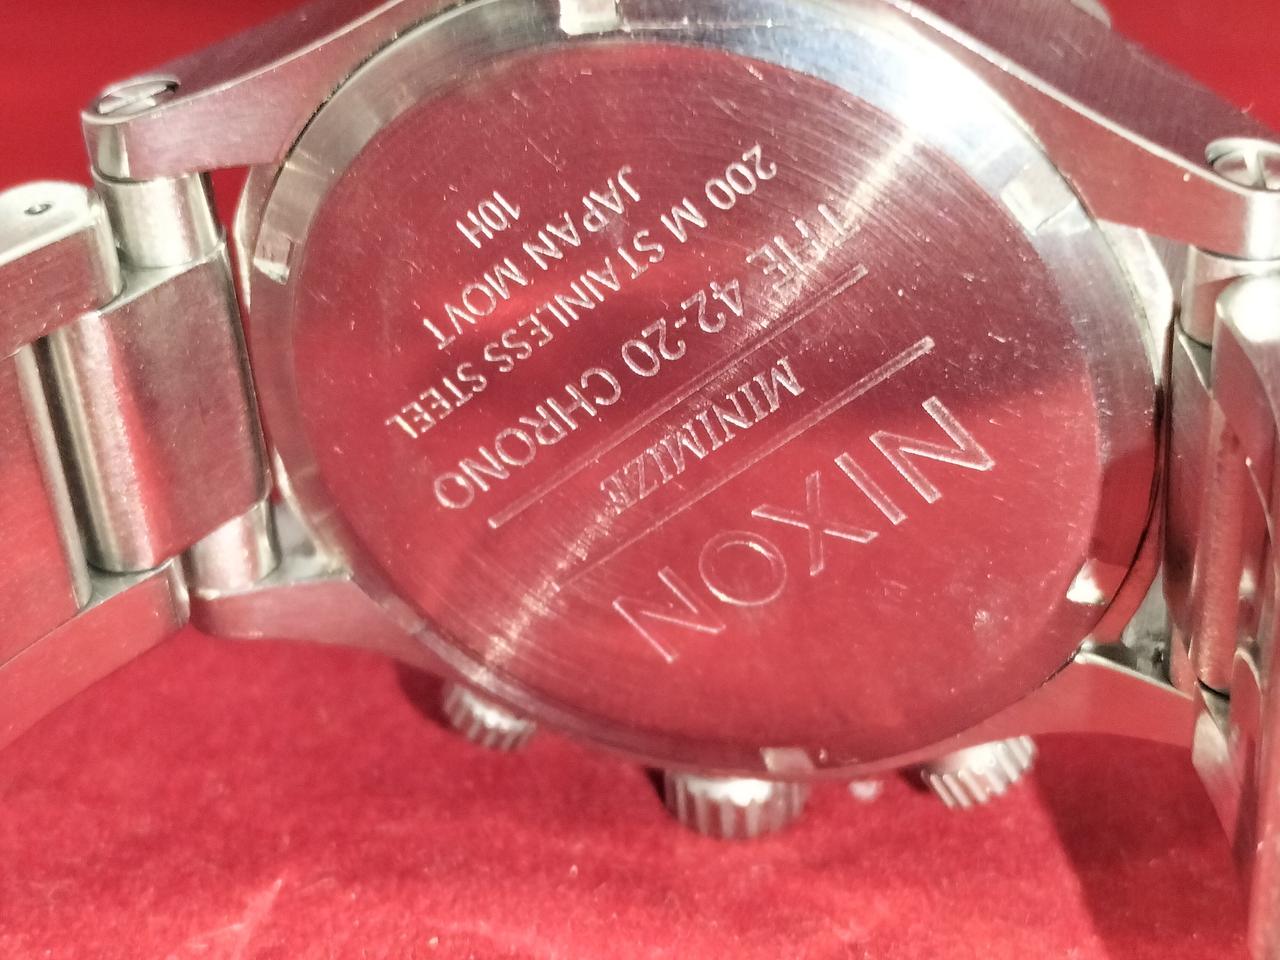 NIXON
MINIMIZE
THE 42-20 CHRONO
200 M STAINLESS STEEL
JAPAN MOVT
10H